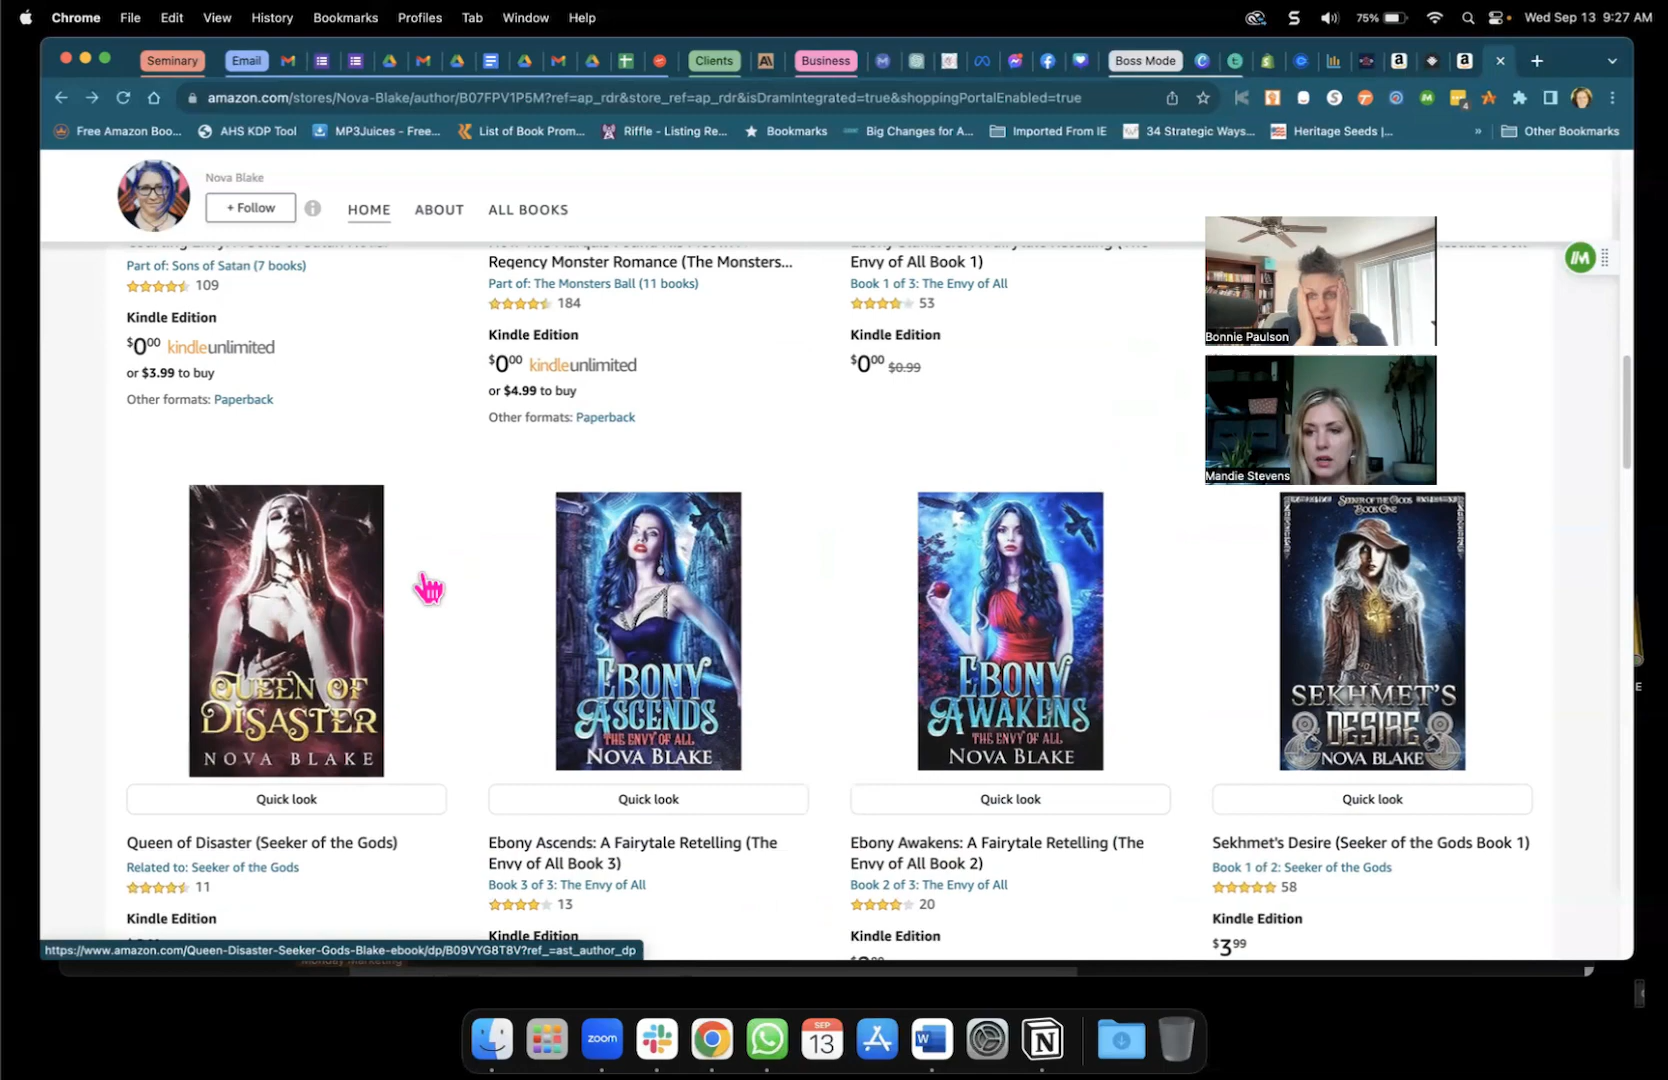 Chrome File Edit View History Bookmarks Profiles Tab Window Help
75% Wed Sep 13 9:27 AM
Seminary Email Clients Business Boss Mode
amazon.com/stores/Nova-Blake/author/B07FPV1P5M?ref=ap_rdr&store_ref=ap_rdr&isDramIntegrated=true&shoppingPortalEnabled=true
Free Amazon Boo... AHS KDP Tool MP3Juices - Free... List of Book Prom... Riffle - Listing Re... Bookmarks Big Changes for A... Imported From IE 34 Strategic Ways... Heritage Seeds |... » Other Bookmarks
Nova Blake
+ Follow HOME ABOUT ALL BOOKS
Regency Monster Romance (The Monsters...
Envy of All Book 1)
Part of: Sons of Satan (7 books)
Part of: The Monsters Ball (11 books)
Book 1 of 3: The Envy of All
109
184
53
Kindle Edition
Kindle Edition
Kindle Edition
$0.00 kindleunlimited
$0.00 kindleunlimited
$0.00 $0.99
or $3.99 to buy
or $4.99 to buy
Other formats: Paperback
Other formats: Paperback
Bonnie Paulson
Mandie Stevens
QUEEN OF
DISASTER
NOVA BLAKE
EBONY
ASCENDS
THE ENVY OF ALL
NOVA BLAKE
EBONY
AWAKENS
THE ENVY OF ALL
NOVA BLAKE
SEEKER OF THE GODS
BOOK ONE
SEKHMET'S
DESIRE
NOVA BLAKE
Quick look
Quick look
Quick look
Quick look
Queen of Disaster (Seeker of the Gods)
Related to: Seeker of the Gods
11
Kindle Edition
Ebony Ascends: A Fairytale Retelling (The
Envy of All Book 3)
Book 3 of 3: The Envy of All
13
Kindle Edition
Ebony Awakens: A Fairytale Retelling (The
Envy of All Book 2)
Book 2 of 3: The Envy of All
20
Kindle Edition
Sekhmet's Desire (Seeker of the Gods Book 1)
Book 1 of 2: Seeker of the Gods
58
Kindle Edition
$3.99
https://www.amazon.com/Queen-Disaster-Seeker-Gods-Blake-ebook/dp/B09VYG8T8V?ref_=ast_author_dp
zoom
SEP
13